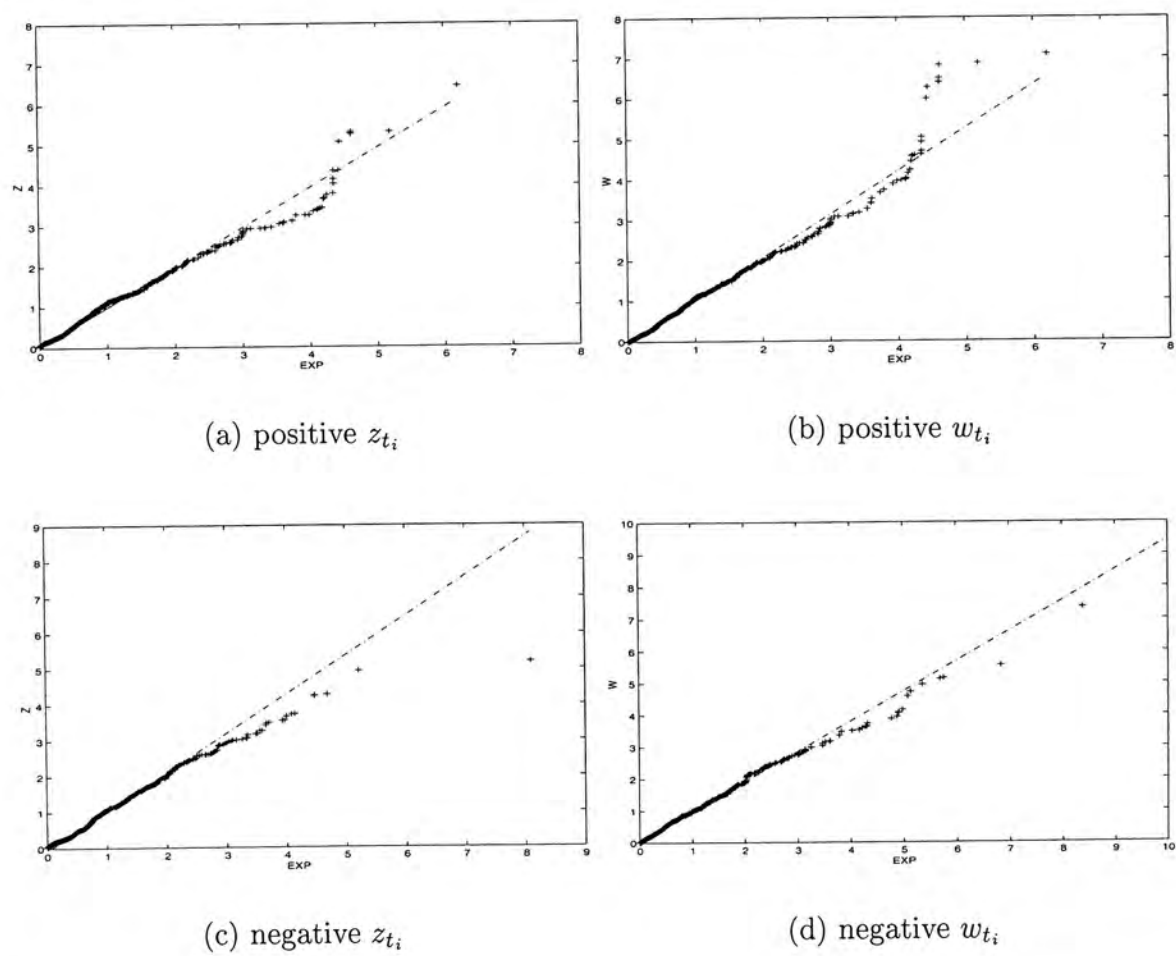 8
7
6
5
4
3
2
1
0
Z
0 1 2 3 4 5 6 7 8
EXP
(a) positive z_{t_i}
8
7
6
5
4
3
2
1
0
W
0 1 2 3 4 5 6 7 8
EXP
(b) positive w_{t_i}
9
8
7
6
5
4
3
2
1
0
Z
0 1 2 3 4 5 6 7 8 9
EXP
(c) negative z_{t_i}
10
9
8
7
6
5
4
3
2
1
0
W
0 1 2 3 4 5 6 7 8 9 10
EXP
(d) negative w_{t_i}